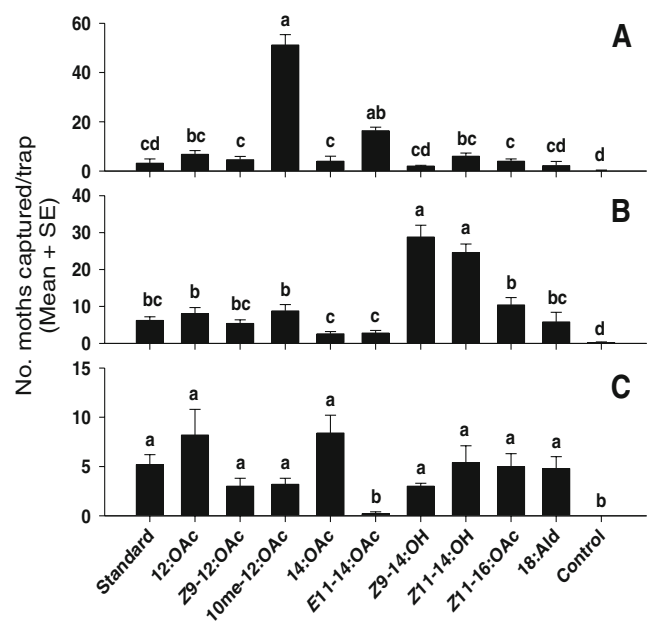 No. moths captured/trap
(Mean + SE)
A
60
40
20
0
cd bc c a c ab cd bc c cd d
B
40
30
20
10
0
bc b bc b c c a a b bc d
C
15
10
5
0
a a a a a b a a a a b
Standard
12:OAc
Z9-12:OAc
10me-12:OAc
14:OAc
E11-14:OAc
Z9-14:OH
Z11-14:OH
Z11-16:OAc
18:Ald
Control